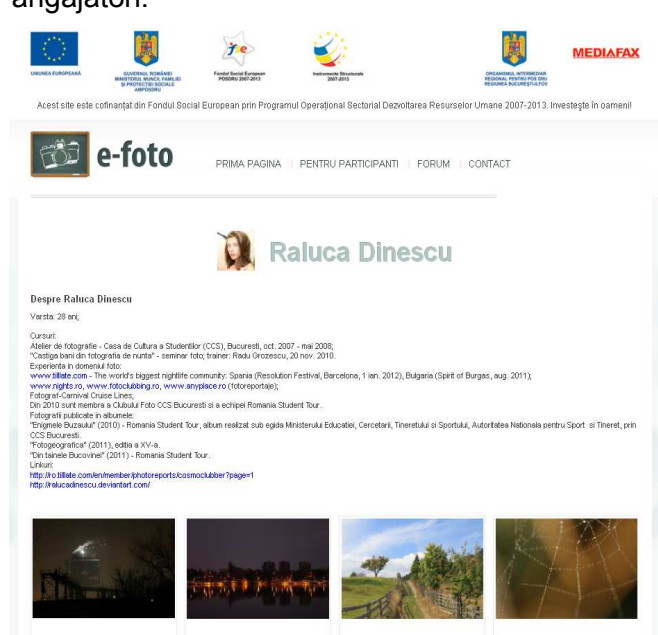 angajatori.
UNIUNEA EUROPEANĂ
GUVERNUL ROMÂNIEI
MINISTERUL MUNCII, FAMILIEI
ȘI PROTECȚIEI SOCIALE
AMPOSDRU
Fondul Social European
POSDRU 2007-2013
Instrumente Structurale
2007-2013
ORGANISMUL INTERMEDIAR
REGIONAL PENTRU POS DRU
REGIUNEA BUCUREȘTI-ILFOV
MEDIAFAX
Acest site este cofinanțat din Fondul Social European prin Programul Operațional Sectorial Dezvoltarea Resurselor Umane 2007-2013. Investește în oameni!
e-foto
PRIMA PAGINA | PENTRU PARTICIPANTI | FORUM | CONTACT
Raluca Dinescu
Despre Raluca Dinescu
Varsta: 28 ani;
Cursuri:
Atelier de fotografie - Casa de Cultura a Studentilor (CCS), Bucuresti, oct. 2007 - mai 2008;
"Castiga bani din fotografia de nunta" - seminar foto; trainer: Radu Grozescu, 20 nov. 2010.
Experienta in domeniul foto:
www.tilllate.com - The world's biggest nightlife community: Spania (Resolution Festival, Barcelona, 1 ian. 2012), Bulgaria (Spirit of Burgas, aug. 2011);
www.nights.ro, www.fotoclubbing.ro, www.anyplace.ro (fotoreportaje);
Fotograf-Carnival Cruise Lines;
Din 2010 sunt membra a Clubului Foto CCS Bucuresti si a echipei Romania Student Tour.
Fotografii publicate in albumele:
"Enigmele Buzaului" (2010) - Romania Student Tour, album realizat sub egida Ministerului Educatiei, Cercetarii, Tineretului si Sportului, Autoritatea Nationala pentru Sport si Tineret, prin
CCS Bucuresti.
"Fotogeografica" (2011), editia a XV-a.
"Din tainele Bucovinei" (2011) - Romania Student Tour.
Linkuri:
http://ro.tilllate.com/en/member/photoreports/cosmoclubber?page=1
http://ralucadinescu.deviantart.com/